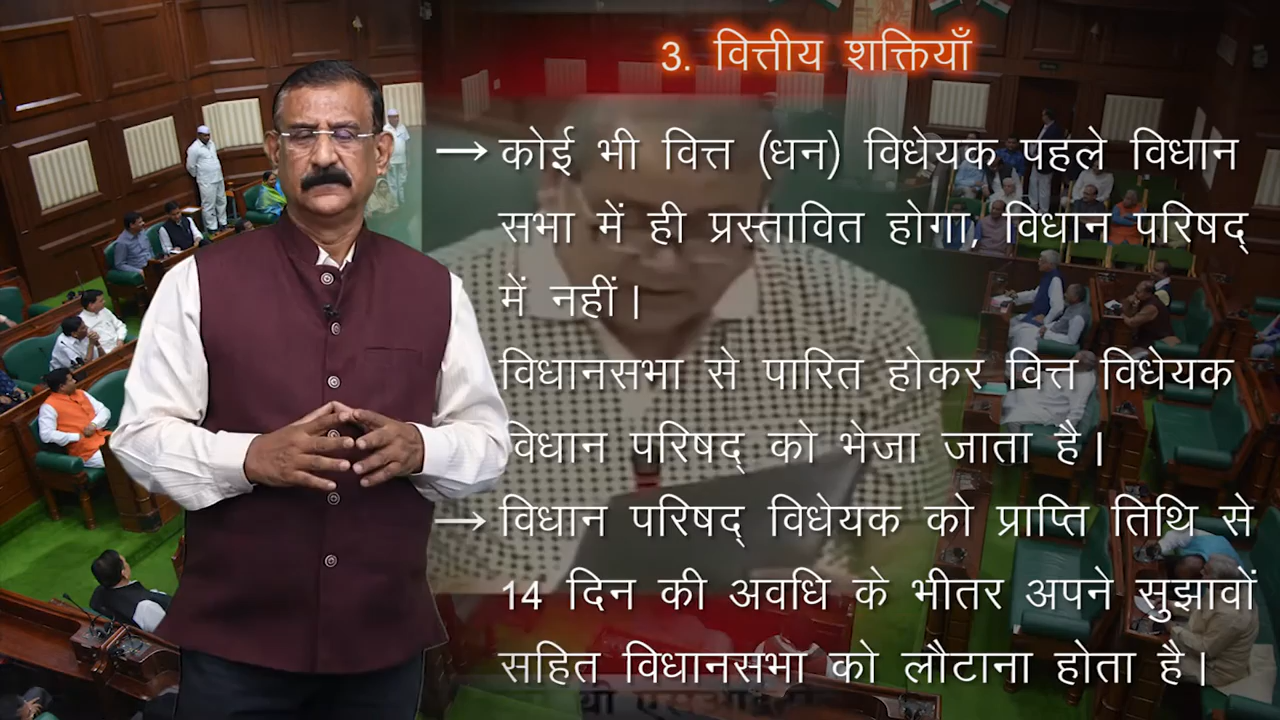 3. वित्तीय शक्तियाँ
→ कोई भी वित्त (धन) विधेयक पहले विधान
सभा में ही प्रस्तावित होगा, विधान परिषद्
में नहीं।
विधानसभा से पारित होकर वित्त विधेयक
विधान परिषद् को भेजा जाता है।
→ विधान परिषद् विधेयक को प्राप्ति तिथि से
14 दिन की अवधि के भीतर अपने सुझावों
सहित विधानसभा को लौटाना होता है।